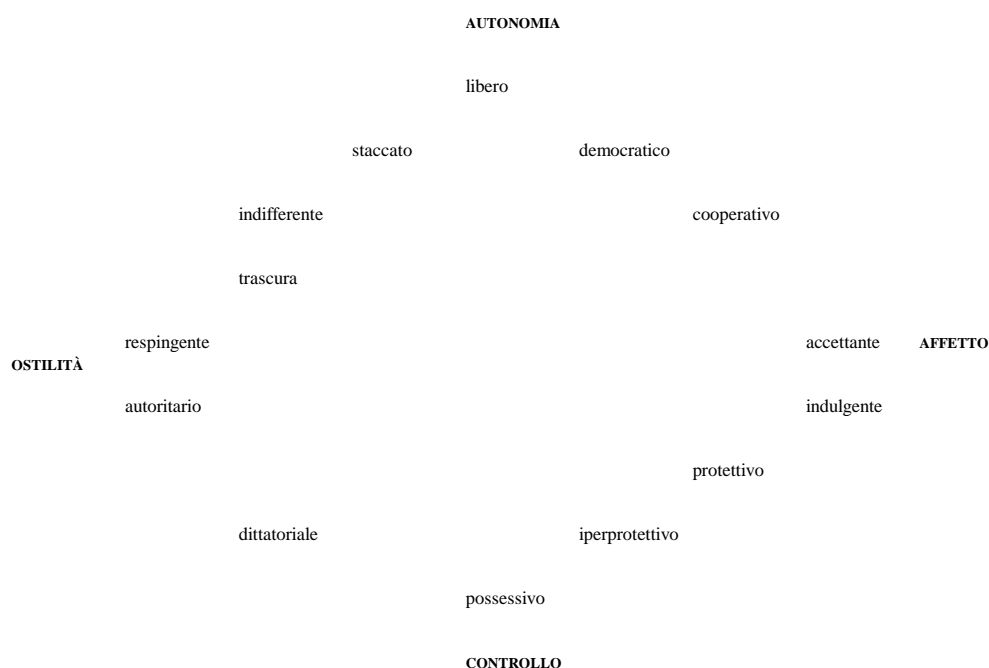 AUTONOMIA
libero
staccato democratico
indifferente cooperativo
trascura
respingente accettante AFFETTO
OSTILITÀ
autoritario indulgente
protettivo
dittatoriale iperprotettivo
possessivo
CONTROLLO